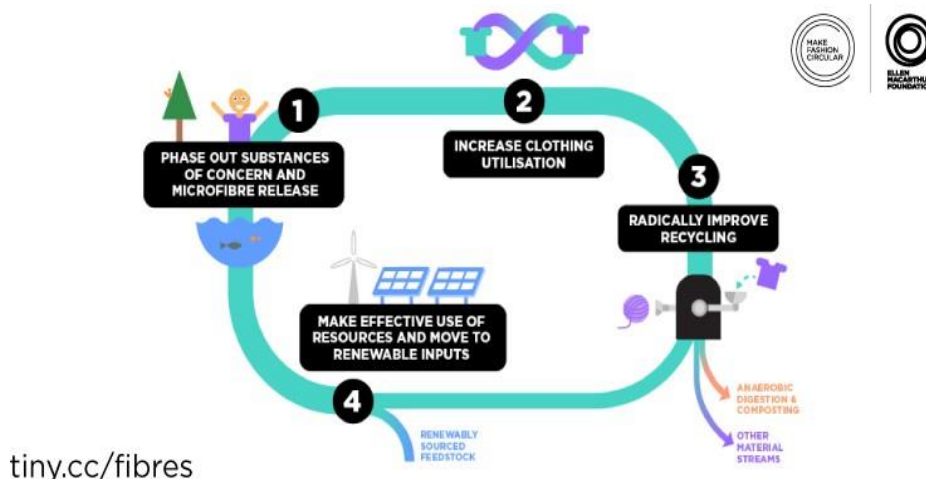 MAKE
FASHION
CIRCULAR
ELLEN
MACARTHUR
FOUNDATION
1
PHASE OUT SUBSTANCES
OF CONCERN AND
MICROFIBRE RELEASE
2
INCREASE CLOTHING
UTILISATION
3
RADICALLY IMPROVE
RECYCLING
MAKE EFFECTIVE USE OF
RESOURCES AND MOVE TO
RENEWABLE INPUTS
4
RENEWABLY
SOURCED
FEEDSTOCK
ANAEROBIC
DIGESTION &
COMPOSTING
OTHER
MATERIAL
STREAMS
tiny.cc/fibres